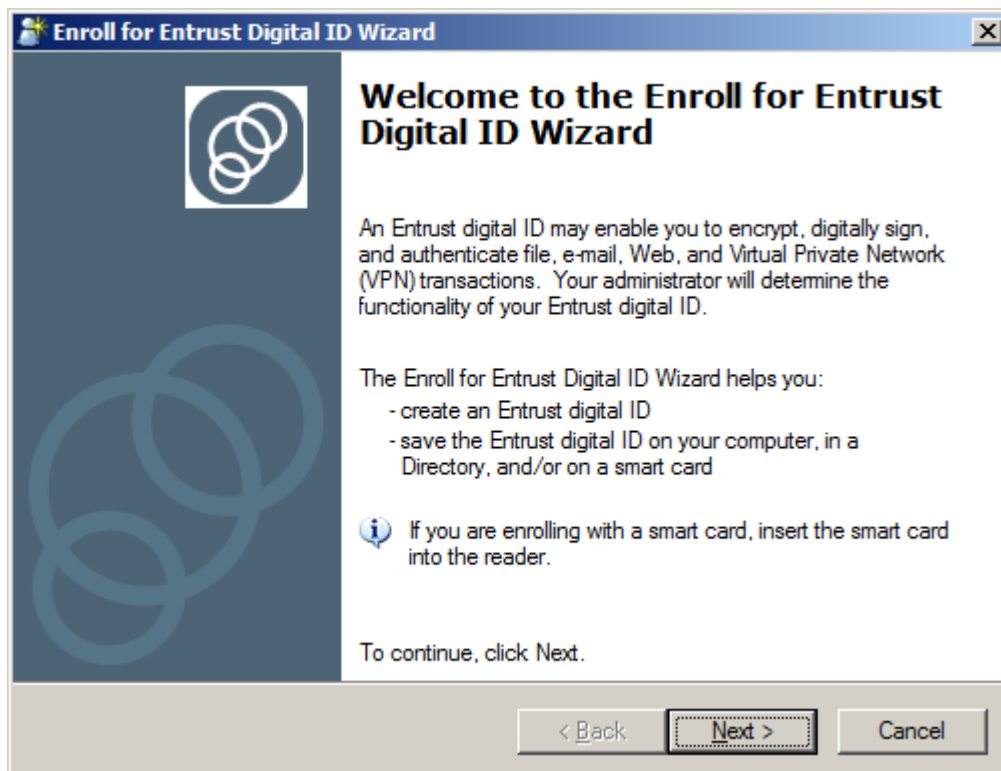 Enroll for Entrust Digital ID Wizard
Welcome to the Enroll for Entrust
Digital ID Wizard
An Entrust digital ID may enable you to encrypt, digitally sign,
and authenticate file, e-mail, Web, and Virtual Private Network
(VPN) transactions.  Your administrator will determine the
functionality of your Entrust digital ID.
The Enroll for Entrust Digital ID Wizard helps you:
- create an Entrust digital ID
- save the Entrust digital ID on your computer, in a
Directory, and/or on a smart card
If you are enrolling with a smart card, insert the smart card
into the reader.
To continue, click Next.
< Back Next > Cancel